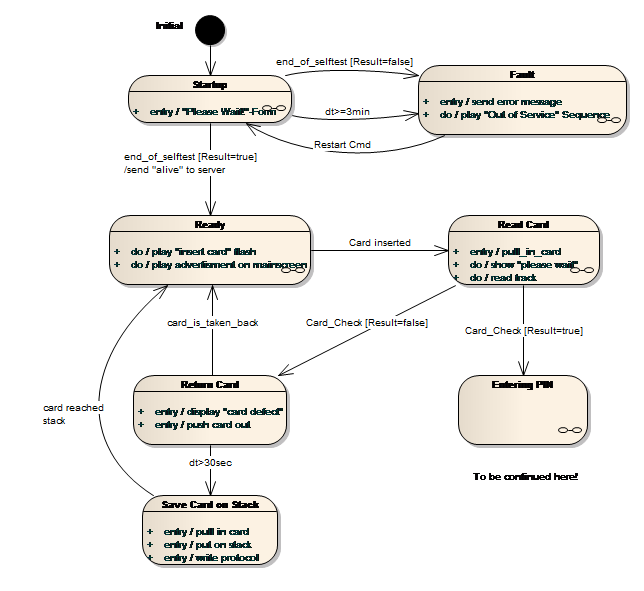 Initial
end_of_selftest [Result=false]
Startup
+ entry / "Please Wait!"-Form
Fault
+ entry / send error message
+ do / play "Out of Service" Sequence
dt>=3min
Restart Cmd
end_of_selftest [Result=true]
/send "alive" to server
Ready
+ do / play "insert card" flash
+ do / play advertisment on mainscreen
Card inserted
Read Card
+ entry / pull_in_card
+ do / show "please wait"
+ do / read track
card_is_taken_back
Card_Check [Result=false]
Card_Check [Result=true]
Return Card
+ entry / display "card defect"
+ entry / push card out
Entering PIN
card reached
stack
dt>30sec
To be continued here!
Save Card on Stack
+ entry / pull in card
+ entry / put on stack
+ entry / write protocol